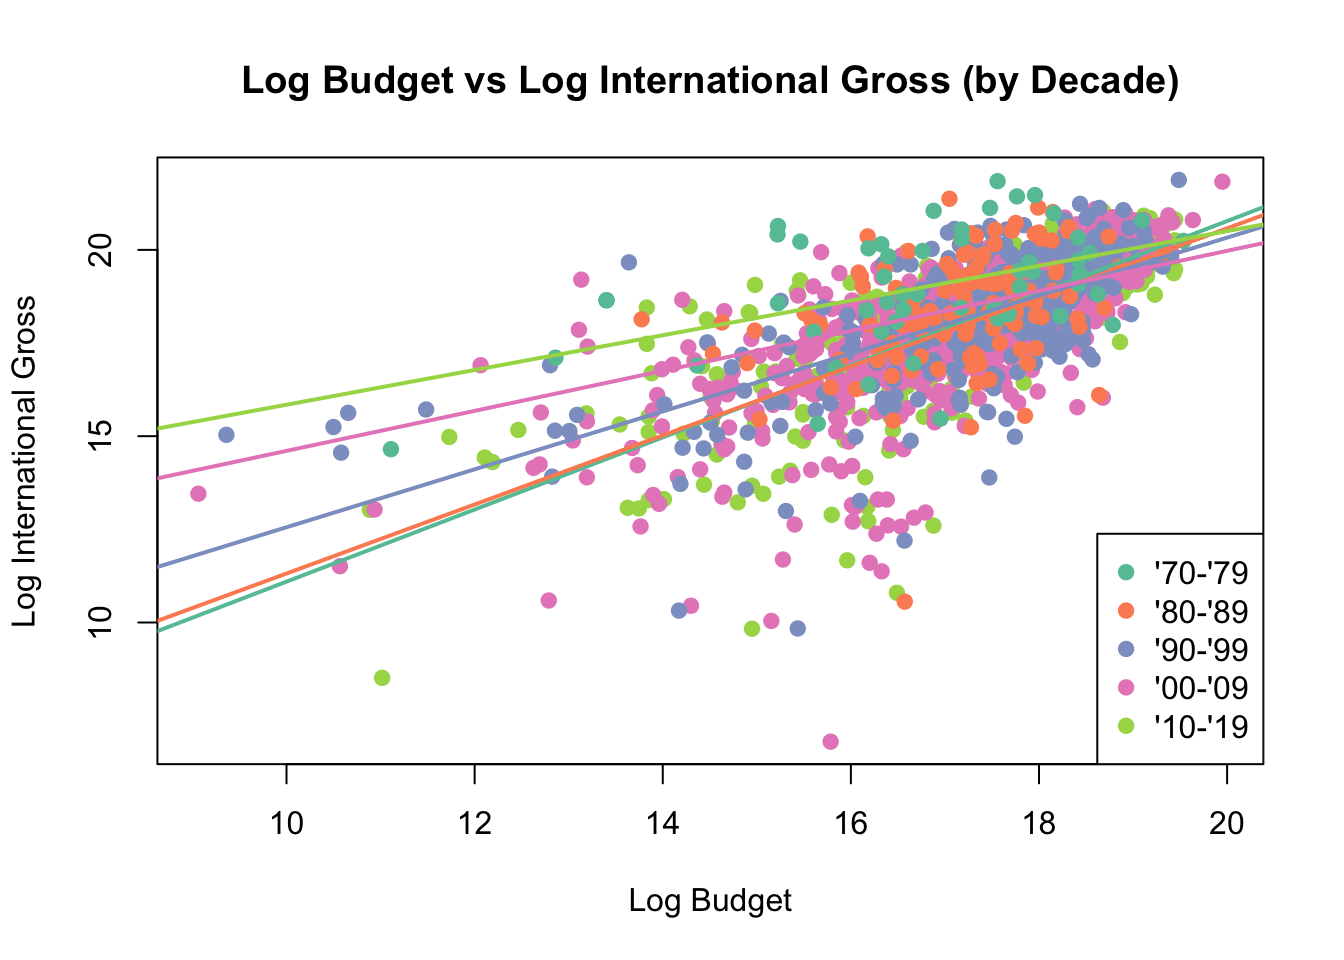 Log Budget vs Log International Gross (by Decade)
Log International Gross
20
15
10
10 12 14 16 18 20
Log Budget
'70-'79
'80-'89
'90-'99
'00-'09
'10-'19